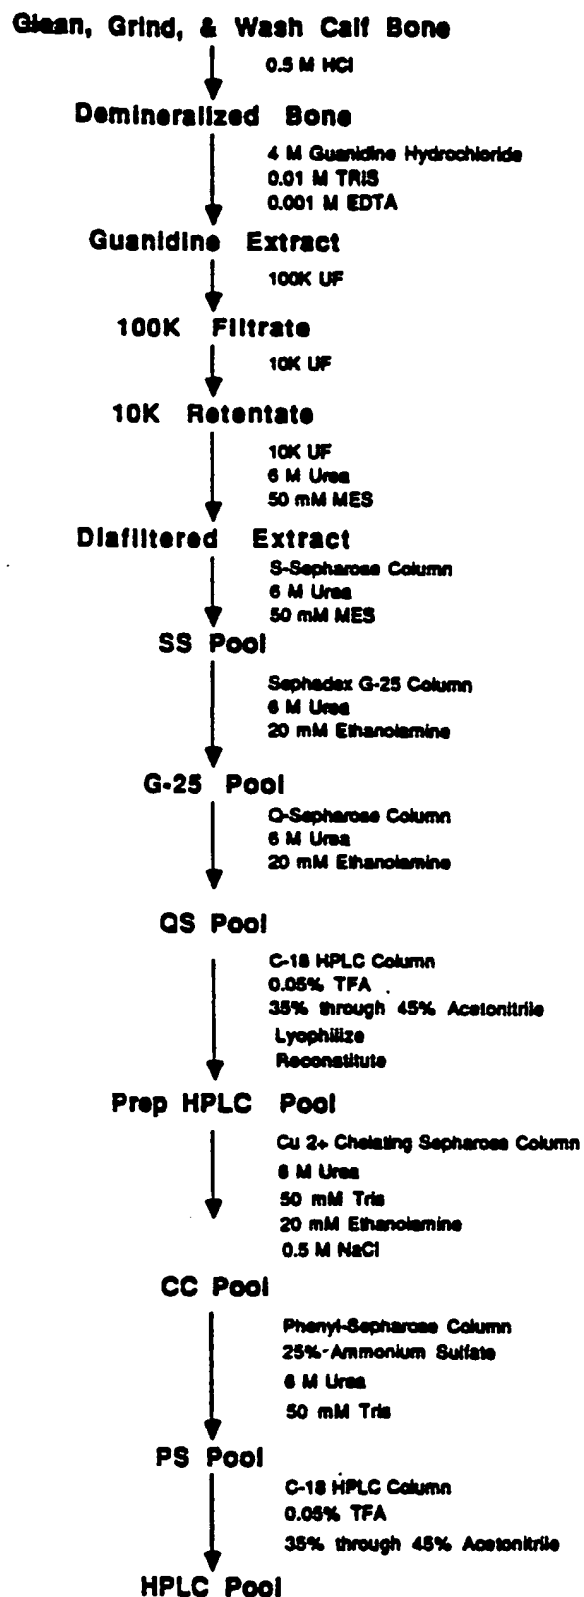 Clean, Grind, & Wash Calf Bone
0.5 M HCl
Demineralized Bone
4 M Guanidine Hydrochloride
0.01 M TRIS
0.001 M EDTA
Guanidine Extract
100K UF
100K Filtrate
10K UF
10K Retentate
10K UF
6 M Urea
50 mM MES
Diafiltered Extract
S-Sepharose Column
6 M Urea
50 mM MES
SS Pool
Sephadex G-25 Column
6 M Urea
20 mM Ethanolamine
G-25 Pool
Q-Sepharose Column
6 M Urea
20 mM Ethanolamine
QS Pool
C-18 HPLC Column
0.05% TFA
35% through 45% Acetonitrile
Lyophilize
Reconstitute
Prep HPLC Pool
Cu 2+ Chelating Sepharose Column
6 M Urea
50 mM Tris
20 mM Ethanolamine
0.5 M NaCl
CC Pool
Phenyl-Sepharose Column
25% Ammonium Sulfate
6 M Urea
50 mM Tris
PS Pool
C-18 HPLC Column
0.05% TFA
35% through 45% Acetonitrile
HPLC Pool